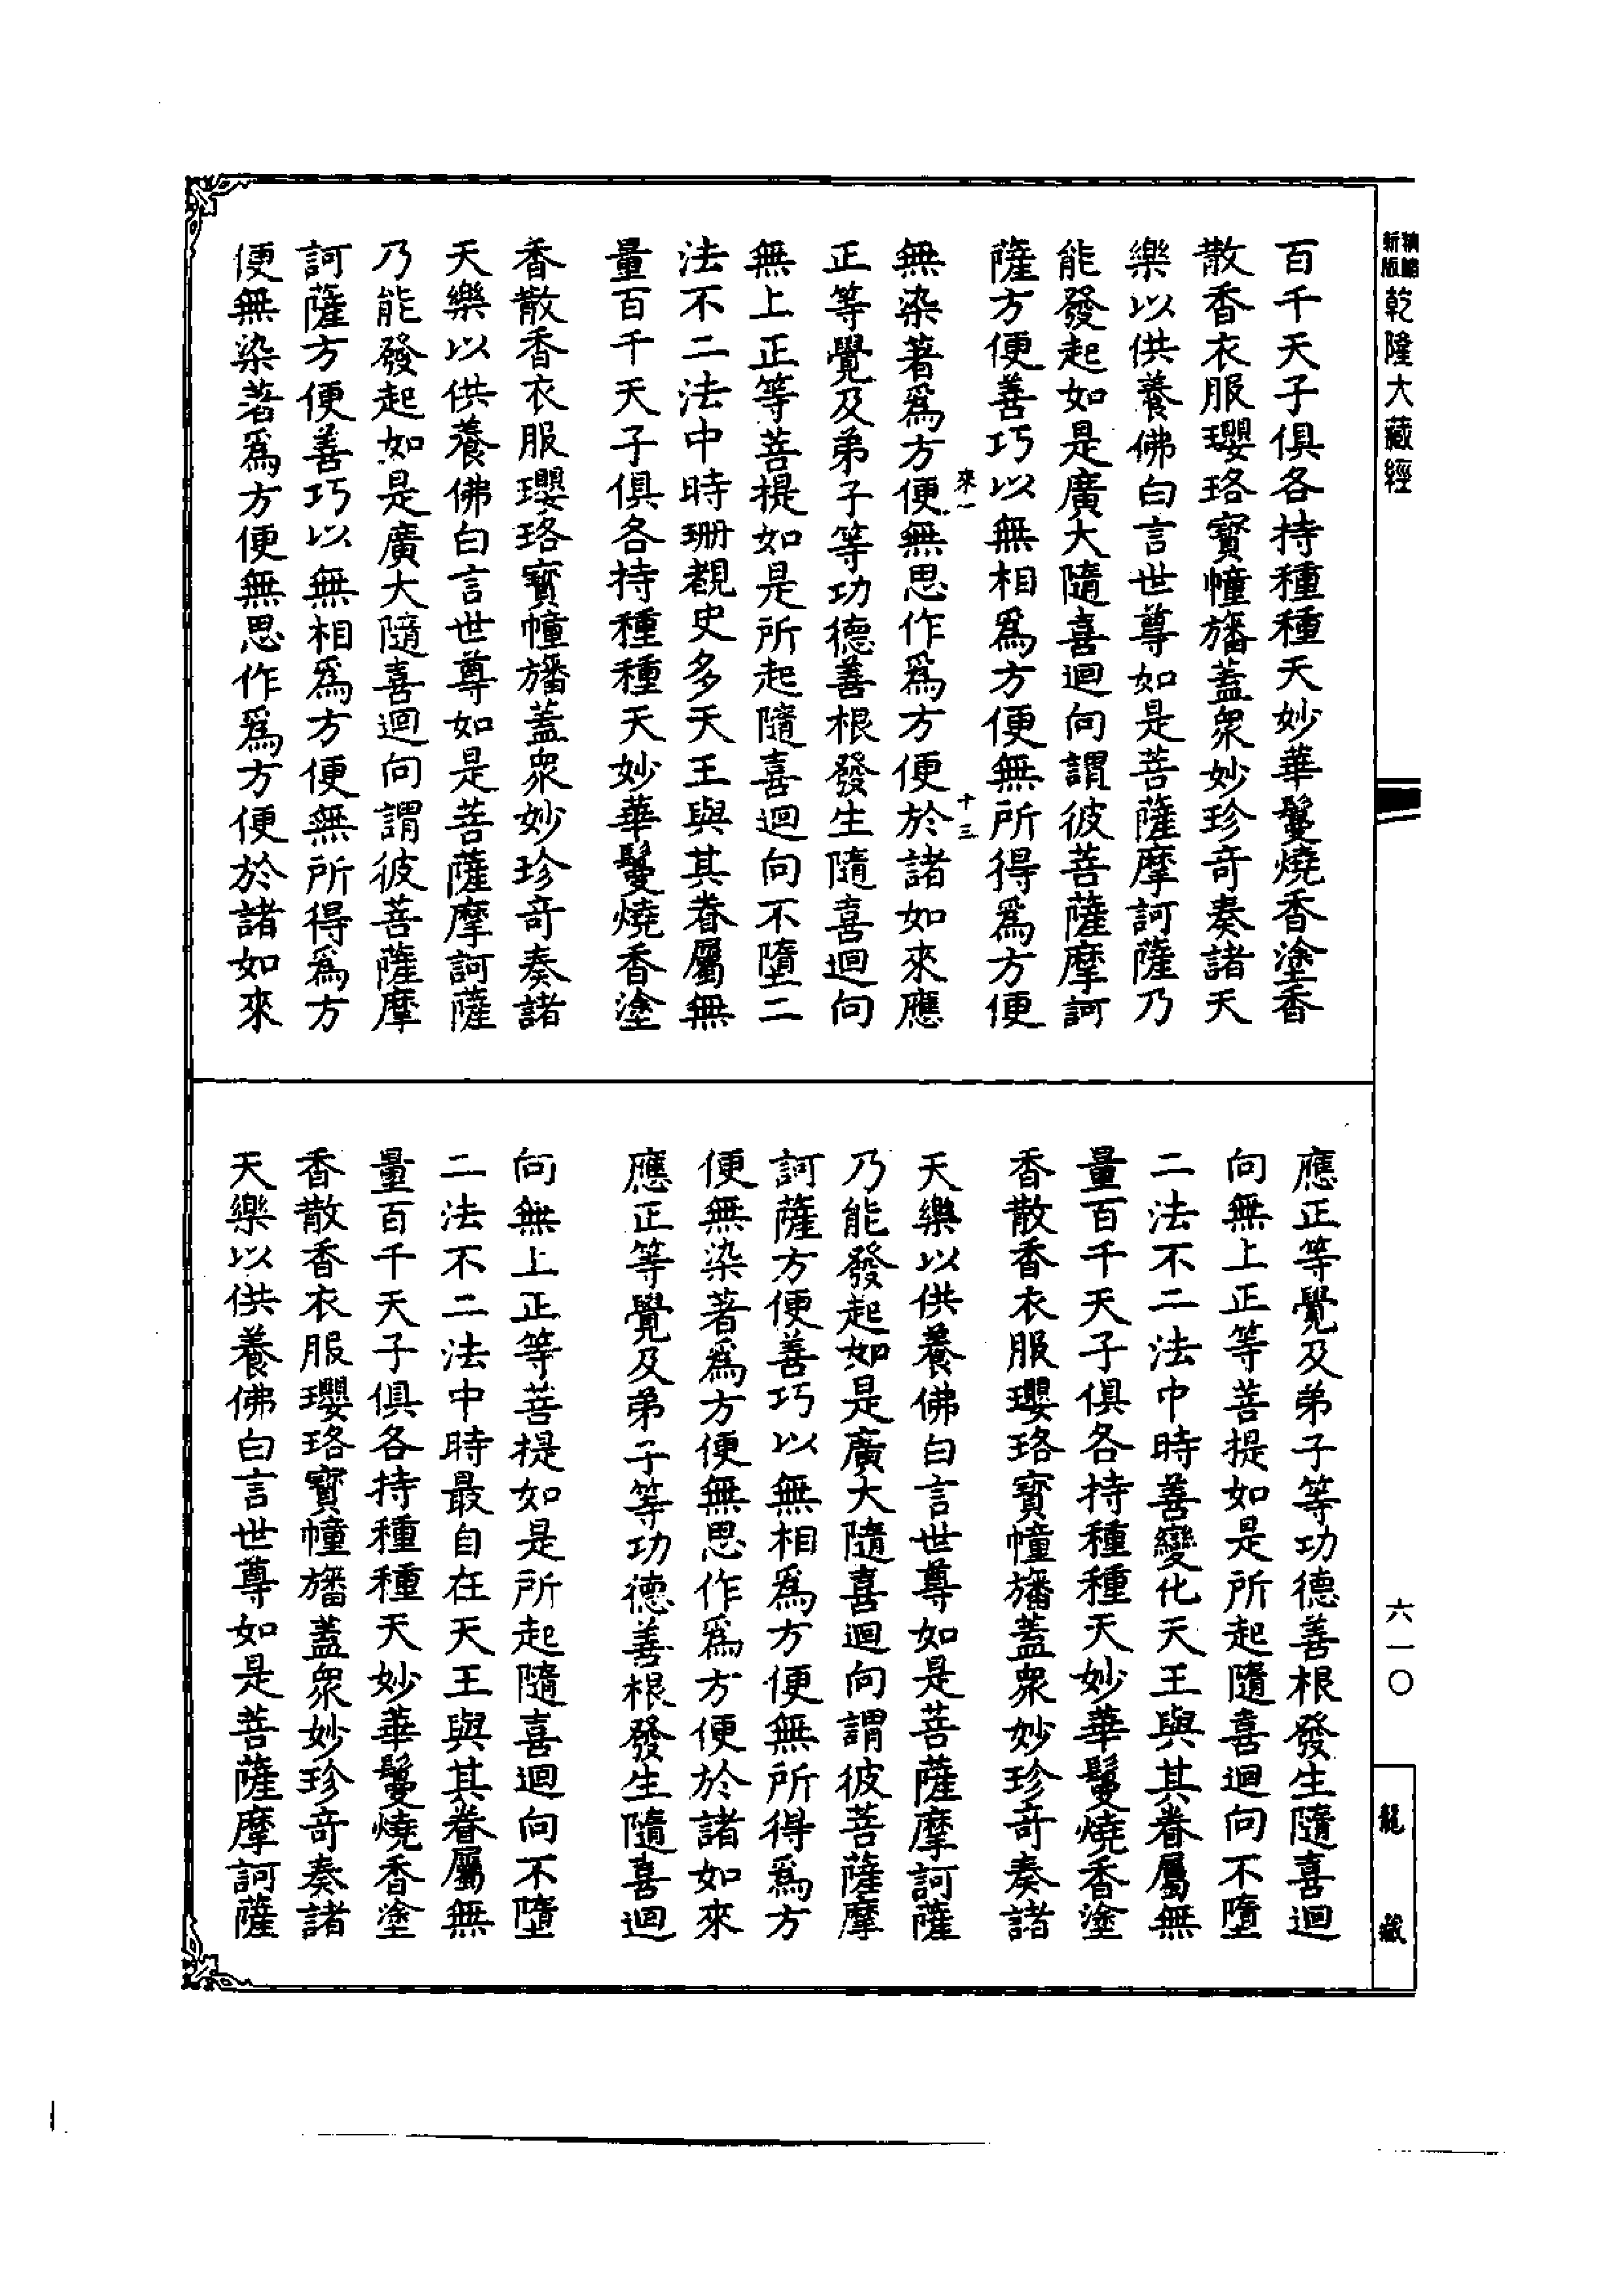 新版
精縮
乾隆大藏經
百千天子俱各持種種天妙華鬘燒香塗香
散香衣服瓔珞寶幢旛蓋衆妙珍奇奏諸天
樂以供養佛白言世尊如是菩薩摩訶薩乃
能發起如是廣大隨喜迴向謂彼菩薩摩訶
薩方便善巧以無相爲方便無所得爲方便
來一
十三
無染著爲方便無思作爲方便於諸如來應
正等覺及弟子等功德善根發生隨喜迴向
無上正等菩提如是所起隨喜迴向不墮二
法不二法中時珊覩史多天王與其眷屬無
量百千天子俱各持種種天妙華鬘燒香塗
香散香衣服瓔珞寶幢旛蓋衆妙珍奇奏諸
天樂以供養佛白言世尊如是菩薩摩訶薩
乃能發起如是廣大隨喜迴向謂彼菩薩摩
訶薩方便善巧以無相爲方便無所得爲方
便無染著爲方便無思作爲方便於諸如來
應正等覺及弟子等功德善根發生隨喜迴
向無上正等菩提如是所起隨喜迴向不墮
二法不二法中時善變化天王與其眷屬無
量百千天子俱各持種種天妙華鬘燒香塗
香散香衣服瓔珞寶幢旛蓋衆妙珍奇奏諸
天樂以供養佛白言世尊如是菩薩摩訶薩
乃能發起如是廣大隨喜迴向謂彼菩薩摩
訶薩方便善巧以無相爲方便無所得爲方
便無染著爲方便無思作爲方便於諸如來
應正等覺及弟子等功德善根發生隨喜迴
向無上正等菩提如是所起隨喜迴向不墮
二法不二法中時最自在天王與其眷屬無
量百千天子俱各持種種天妙華鬘燒香塗
香散香衣服瓔珞寶幢旛蓋衆妙珍奇奏諸
天樂以供養佛白言世尊如是菩薩摩訶薩
六一〇
龍藏